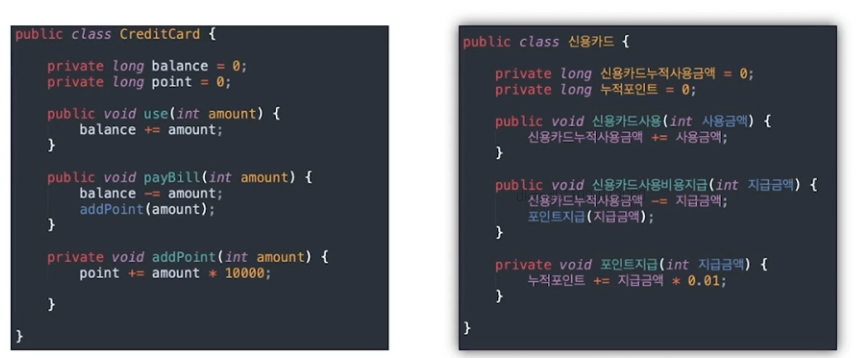 public class CreditCard {
private long balance = 0;
private long point = 0;
public void use(int amount) {
balance += amount;
}
public void payBill(int amount) {
balance -= amount;
addPoint(amount);
}
private void addPoint(int amount) {
point += amount * 10000;
}
}
public class 신용카드 {
private long 신용카드누적사용금액 = 0;
private long 누적포인트 = 0;
public void 신용카드사용(int 사용금액) {
신용카드누적사용금액 += 사용금액;
}
public void 신용카드사용비용지급(int 지급금액) {
신용카드누적사용금액 -= 지급금액;
포인트지급(지급금액);
}
private void 포인트지급(int 지급금액) {
누적포인트 += 지급금액 * 0.01;
}
}